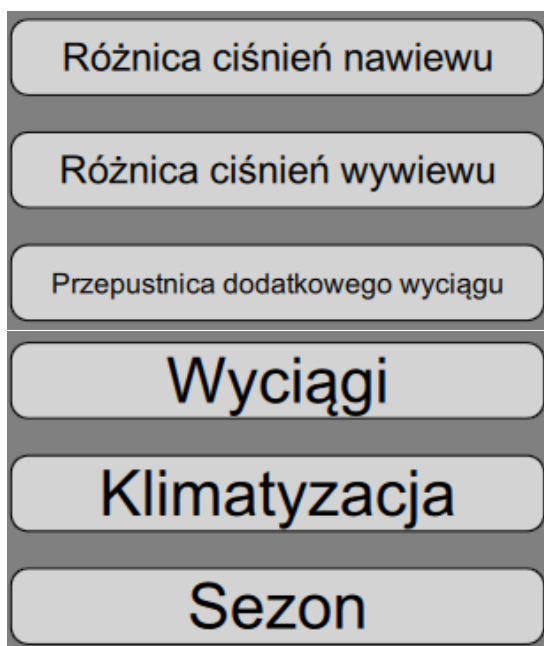 Różnica ciśnień nawiewu
Różnica ciśnień wywiewu
Przepustnica dodatkowego wyciągu
Wyciągi
Klimatyzacja
Sezon